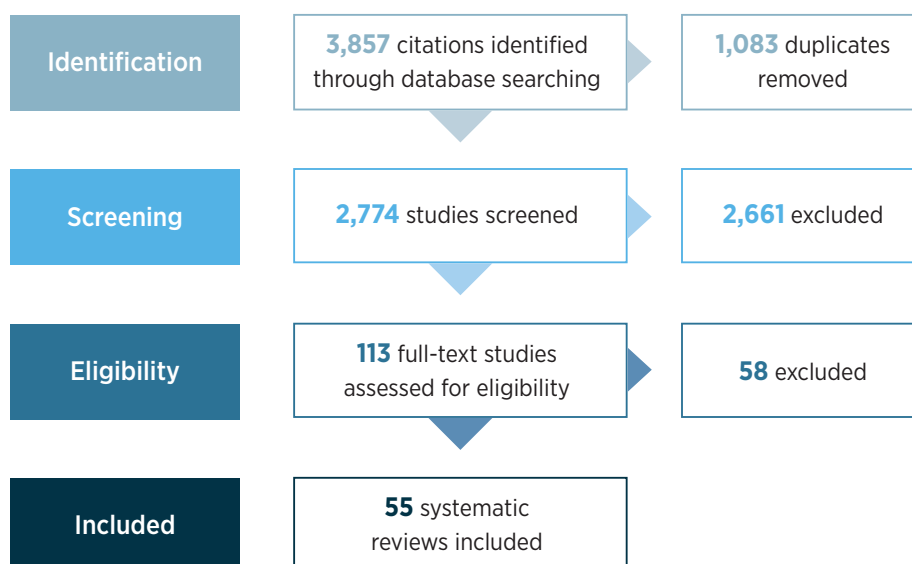 Identification
3,857 citations identified
through database searching
1,083 duplicates
removed
Screening
2,774 studies screened
2,661 excluded
Eligibility
113 full-text studies
assessed for eligibility
58 excluded
Included
55 systematic
reviews included